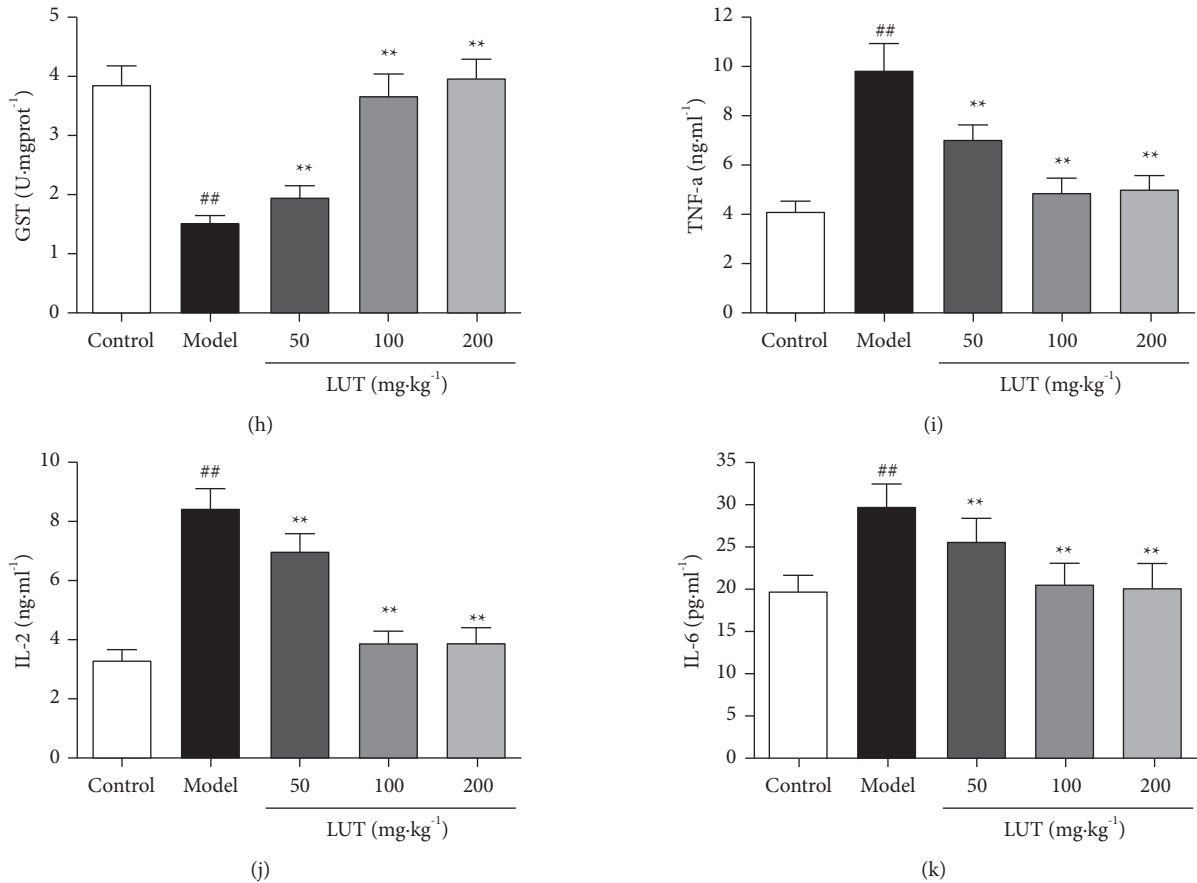 GST (U·mgprot⁻¹)
5
4
3
2
1
0
##
**
**
**
Control Model 50 100 200
LUT (mg·kg⁻¹)
(h)
TNF-a (ng·ml⁻¹)
12
10
8
6
4
2
0
##
**
**
**
Control Model 50 100 200
LUT (mg·kg⁻¹)
(i)
IL-2 (ng·ml⁻¹)
10
8
6
4
2
0
##
**
**
**
Control Model 50 100 200
LUT (mg·kg⁻¹)
(j)
IL-6 (pg·ml⁻¹)
35
30
25
20
15
10
5
0
##
**
**
**
Control Model 50 100 200
LUT (mg·kg⁻¹)
(k)